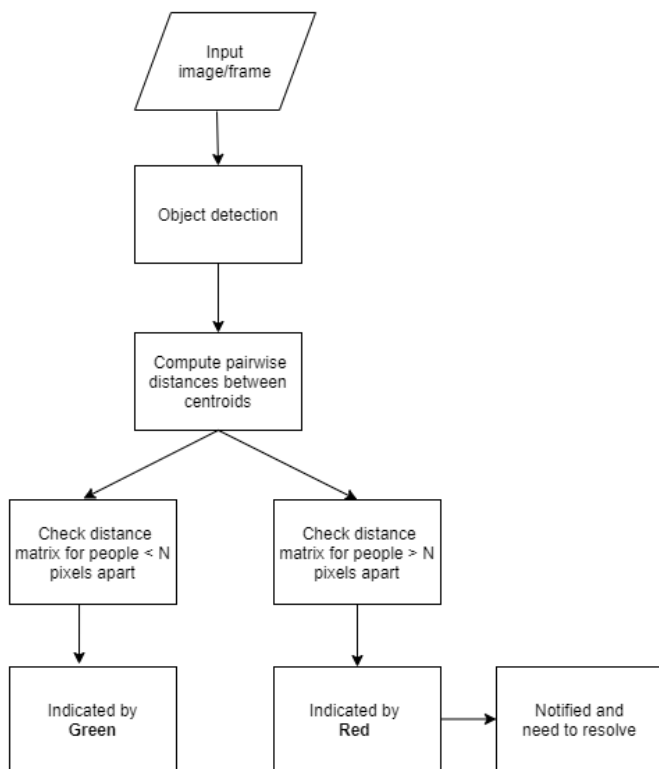 Input
image/frame
Object detection
Compute pairwise
distances between
centroids
Check distance
matrix for people < N
pixels apart
Check distance
matrix for people > N
pixels apart
Indicated by
Green
Indicated by
Red
Notified and
need to resolve